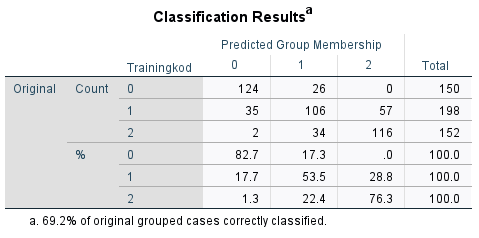 Classification Resultsa
Predicted Group Membership
Trainingkod 0 1 2 Total
Original Count 0 124 26 0 150
1 35 106 57 198
2 2 34 116 152
% 0 82.7 17.3 .0 100.0
1 17.7 53.5 28.8 100.0
2 1.3 22.4 76.3 100.0
a. 69.2% of original grouped cases correctly classified.